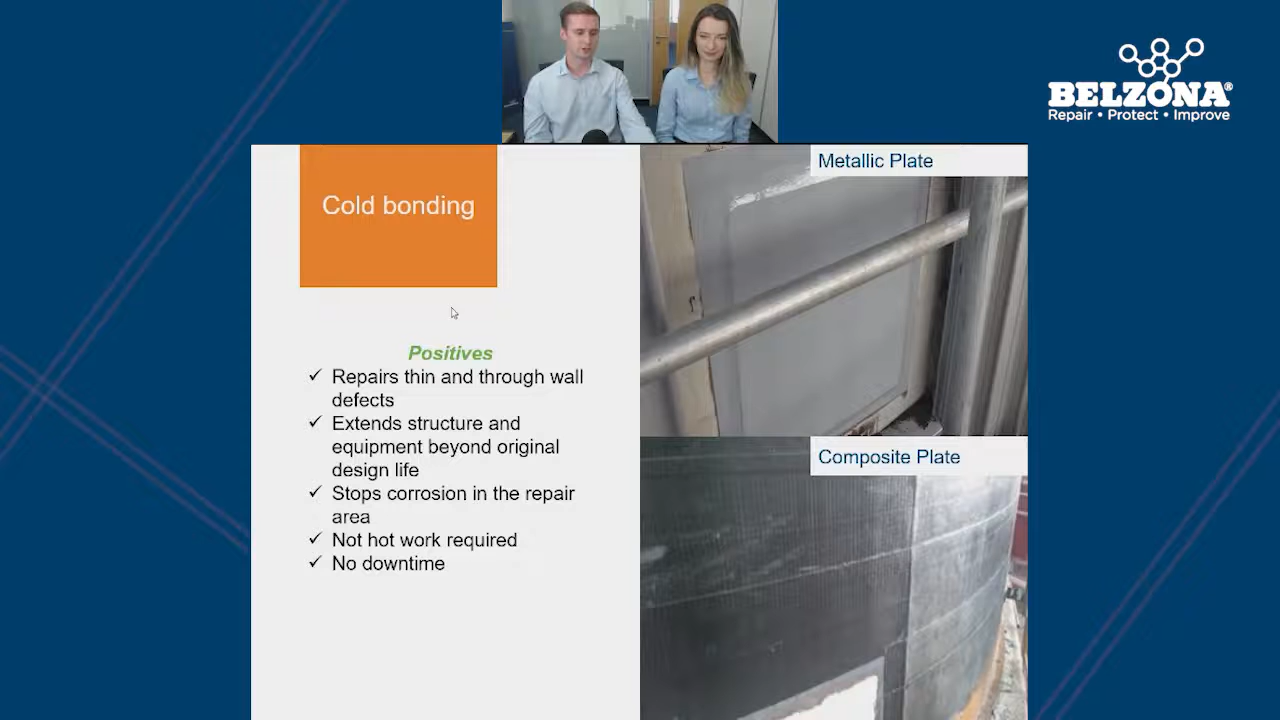 BELZONA®
Repair • Protect • Improve
Cold bonding
Metallic Plate
Positives
✓ Repairs thin and through wall
defects
✓ Extends structure and
equipment beyond original
design life
✓ Stops corrosion in the repair
area
✓ Not hot work required
✓ No downtime
Composite Plate